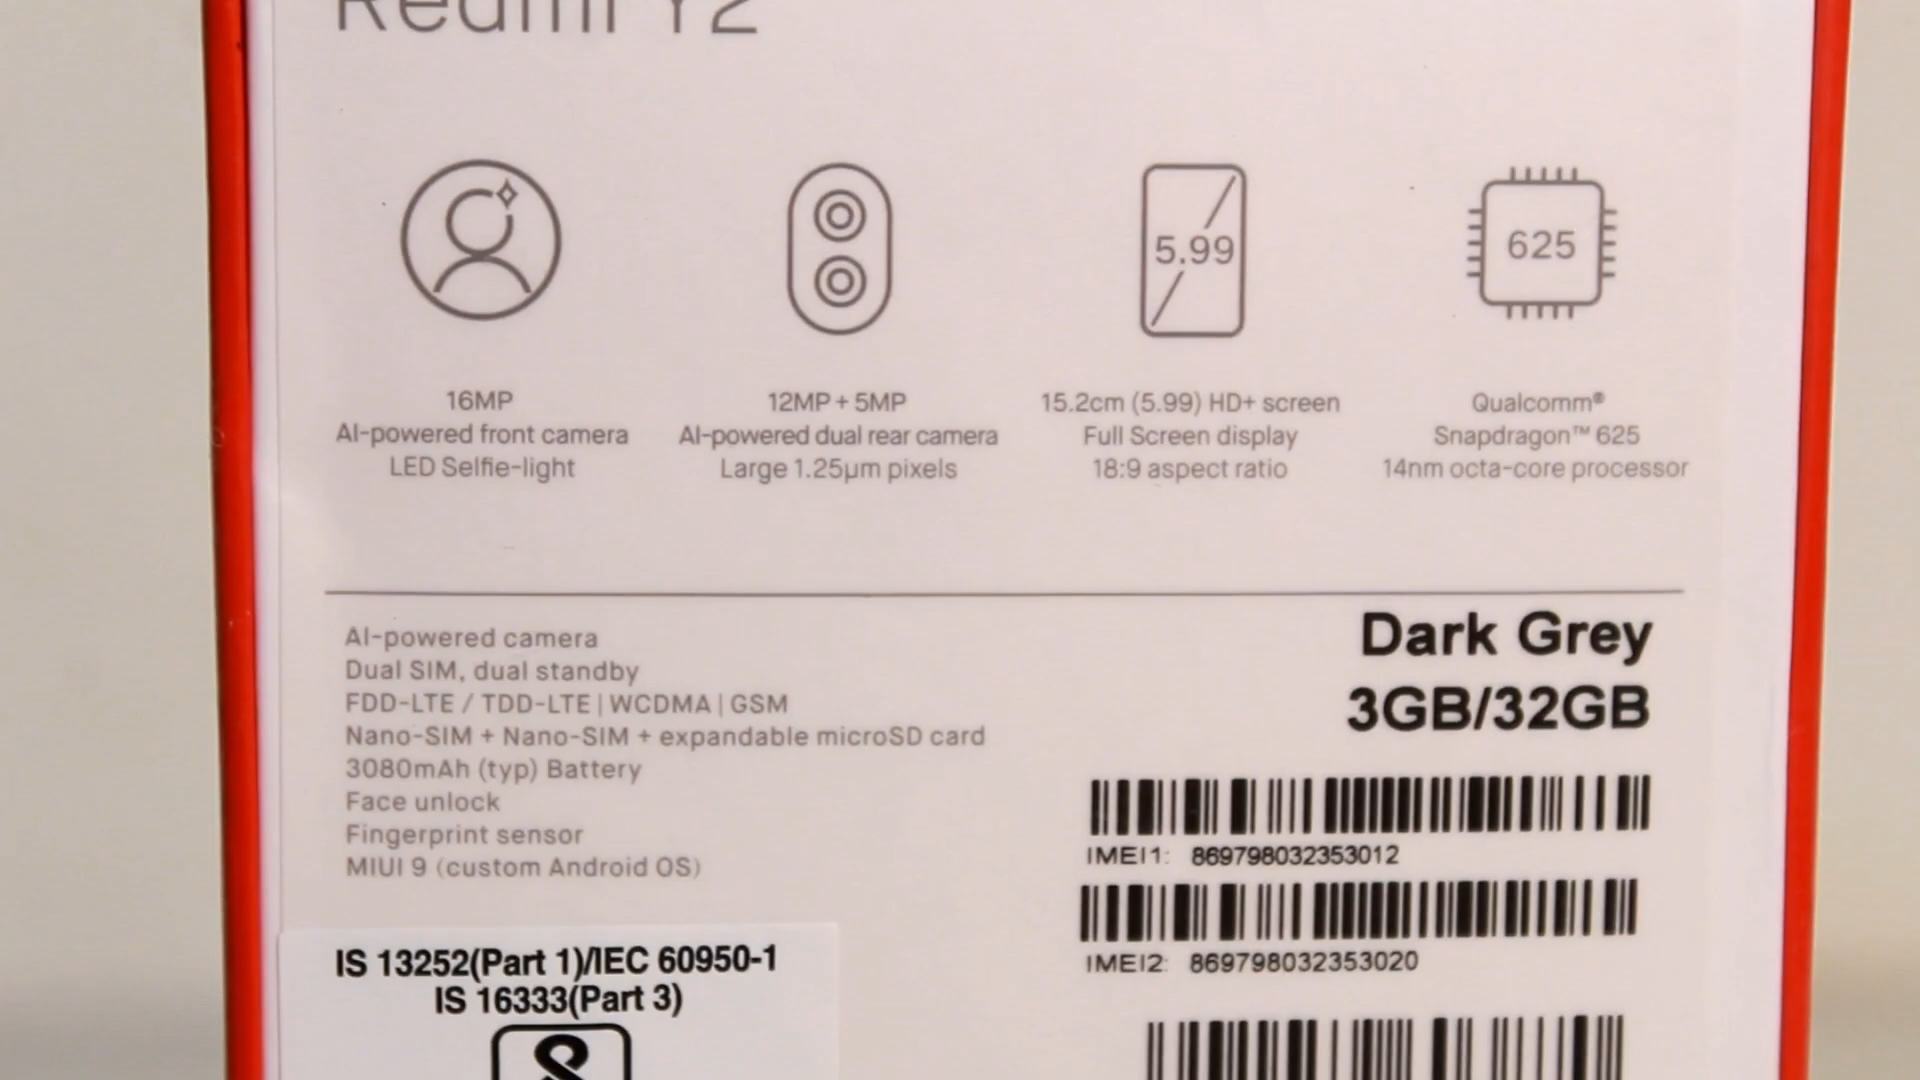 Redmi Y2
5.99
625
16MP
AI-powered front camera
LED Selfie-light
12MP + 5MP
AI-powered dual rear camera
Large 1.25µm pixels
15.2cm (5.99) HD+ screen
Full Screen display
18:9 aspect ratio
Qualcomm®
Snapdragon™ 625
14nm octa-core processor
AI-powered camera
Dual SIM, dual standby
FDD-LTE / TDD-LTE | WCDMA | GSM
Nano-SIM + Nano-SIM + expandable microSD card
3080mAh (typ) Battery
Face unlock
Fingerprint sensor
MIUI 9 (custom Android OS)
Dark Grey
3GB/32GB
IMEI1: 869798032353012
IMEI2: 869798032353020
IS 13252(Part 1)/IEC 60950-1
IS 16333(Part 3)